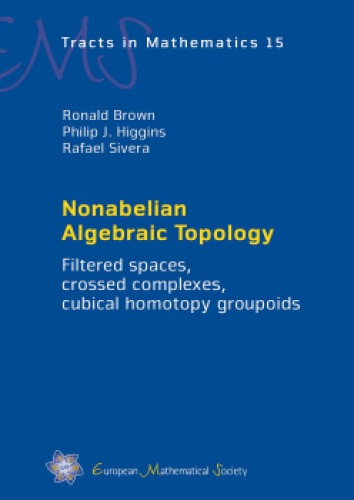 EMS
Tracts in Mathematics 15
Ronald Brown
Philip J. Higgins
Rafael Sivera
Nonabelian
Algebraic Topology
Filtered spaces,
crossed complexes,
cubical homotopy groupoids
European Mathematical Society